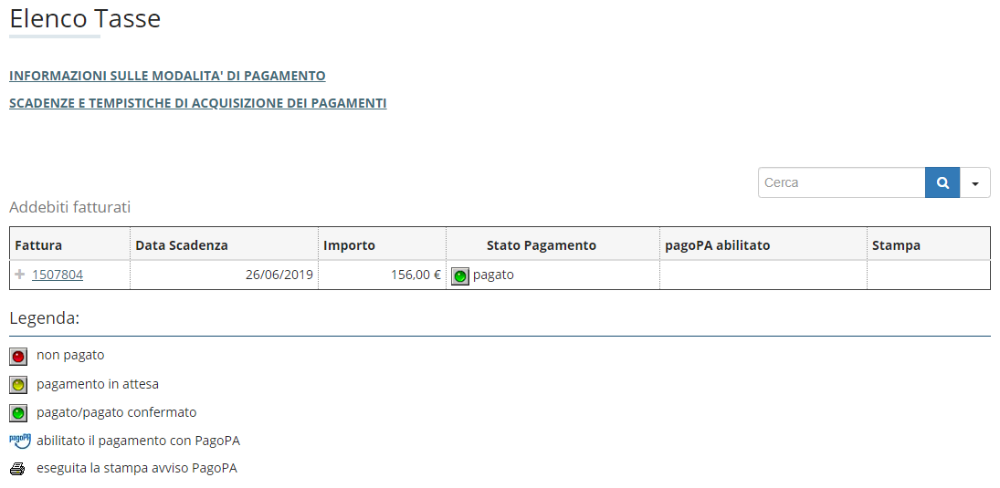 Elenco Tasse
INFORMAZIONI SULLE MODALITA' DI PAGAMENTO
SCADENZE E TEMPISTICHE DI ACQUISIZIONE DEI PAGAMENTI
Cerca
Addebiti fatturati
Fattura Data Scadenza Importo Stato Pagamento pagoPA abilitato Stampa
1507804 26/06/2019 156,00 € pagato
Legenda:
non pagato
pagamento in attesa
pagato/pagato confermato
pagoPA abilitato il pagamento con PagoPA
eseguita la stampa avviso PagoPA